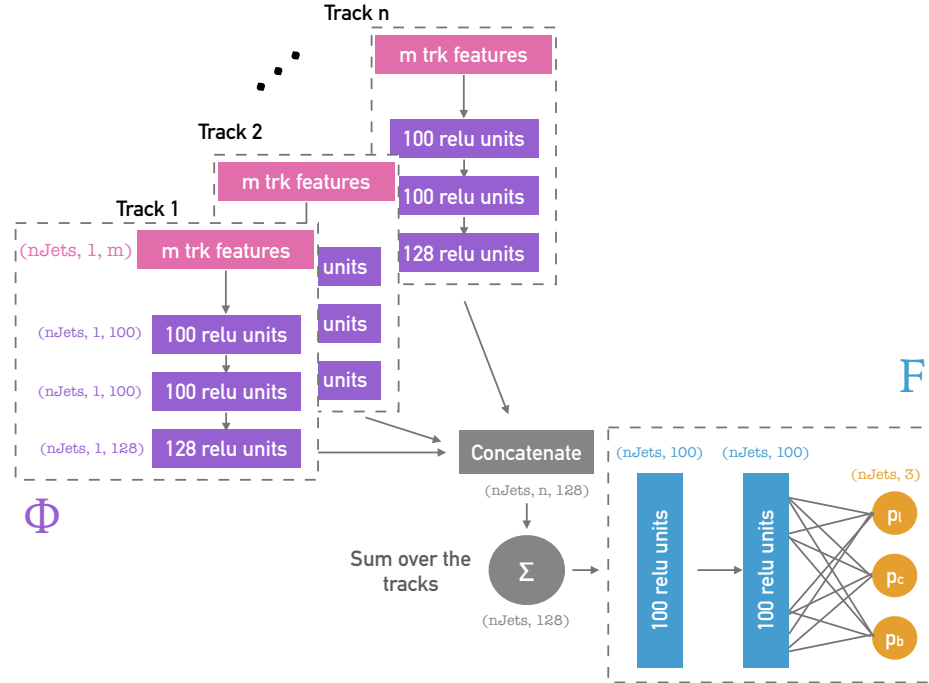 Track n
m trk features
100 relu units
100 relu units
128 relu units
Track 2
m trk features
units
units
units
Track 1
(nJets, 1, m)
m trk features
(nJets, 1, 100)
100 relu units
(nJets, 1, 100)
100 relu units
(nJets, 1, 128)
128 relu units
Φ
Concatenate
(nJets, n, 128)
Sum over the
tracks
Σ
(nJets, 128)
F
(nJets, 100)
(nJets, 100)
(nJets, 3)
100 relu units
100 relu units
pl
pc
pb